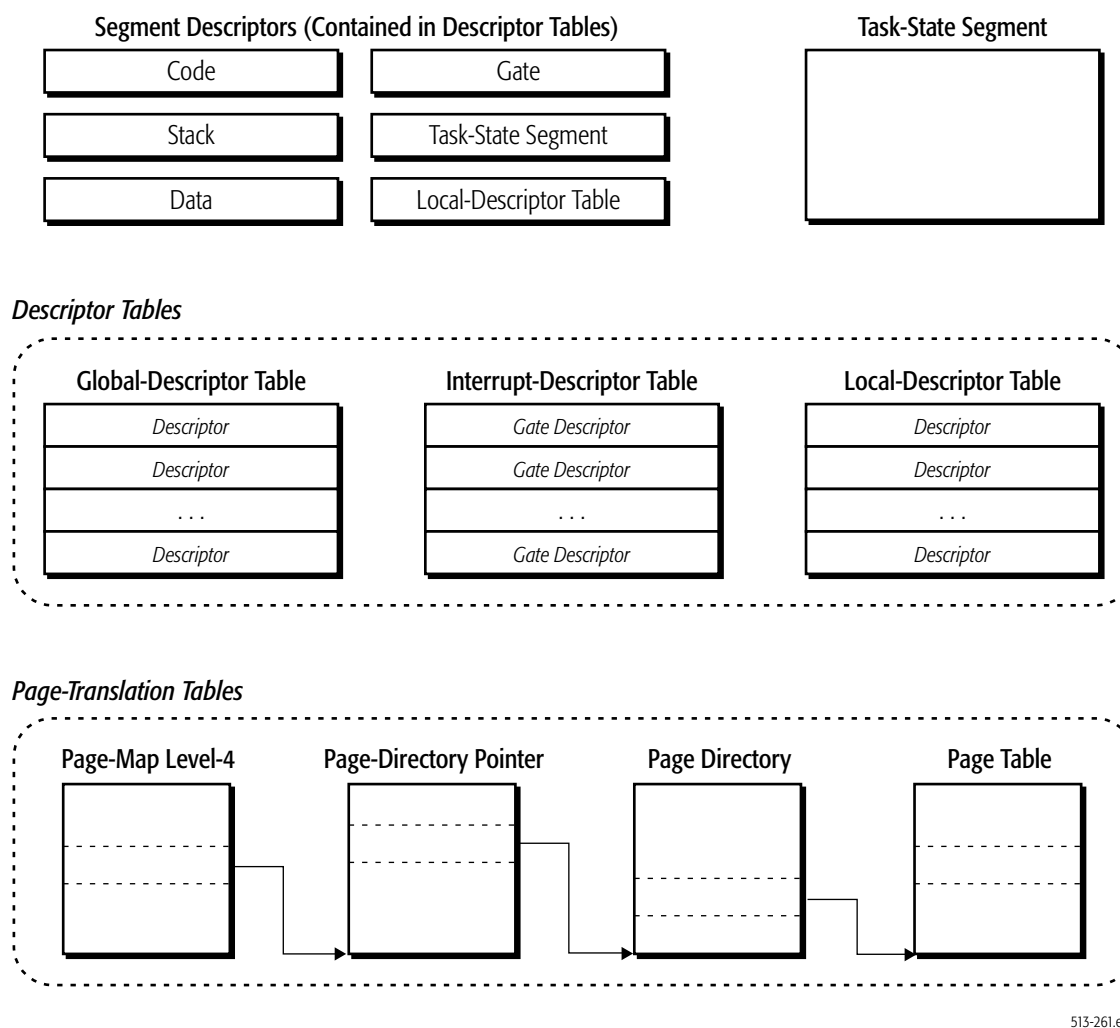 Segment Descriptors (Contained in Descriptor Tables)
Task-State Segment
Code
Gate
Stack
Task-State Segment
Data
Local-Descriptor Table
Descriptor Tables
Global-Descriptor Table
Interrupt-Descriptor Table
Local-Descriptor Table
Descriptor
Gate Descriptor
Descriptor
Descriptor
Gate Descriptor
Descriptor
. . .
. . .
. . .
Descriptor
Gate Descriptor
Descriptor
Page-Translation Tables
Page-Map Level-4
Page-Directory Pointer
Page Directory
Page Table
513-261.e